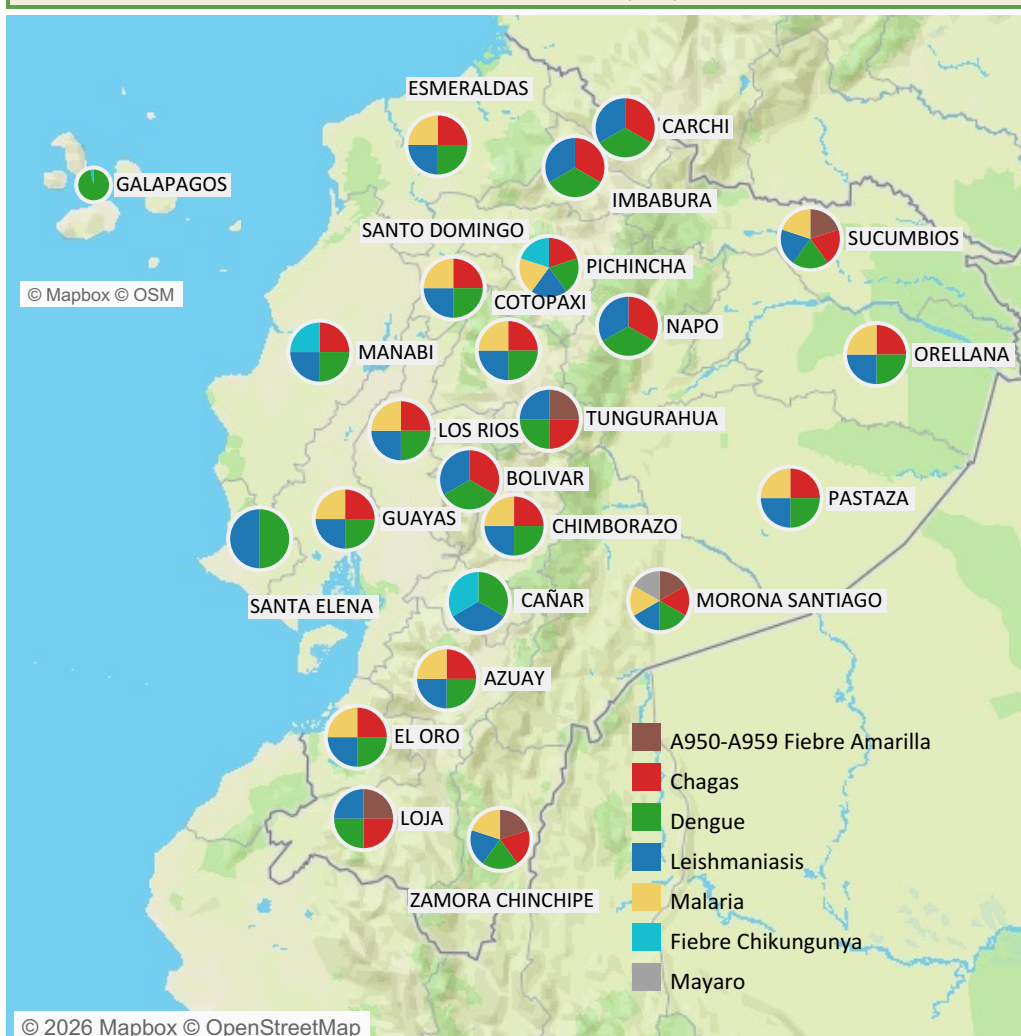 ESMERALDAS
CARCHI
GALAPAGOS
IMBABURA
SANTO DOMINGO
SUCUMBIOS
PICHINCHA
© Mapbox © OSM
COTOPAXI
NAPO
MANABI
ORELLANA
TUNGURAHUA
LOS RIOS
BOLIVAR
PASTAZA
GUAYAS
CHIMBORAZO
SANTA ELENA
CAÑAR
MORONA SANTIAGO
AZUAY
EL ORO
LOJA
ZAMORA CHINCHIPE
A950-A959 Fiebre Amarilla
Chagas
Dengue
Leishmaniasis
Malaria
Fiebre Chikungunya
Mayaro
© 2026 Mapbox © OpenStreetMap